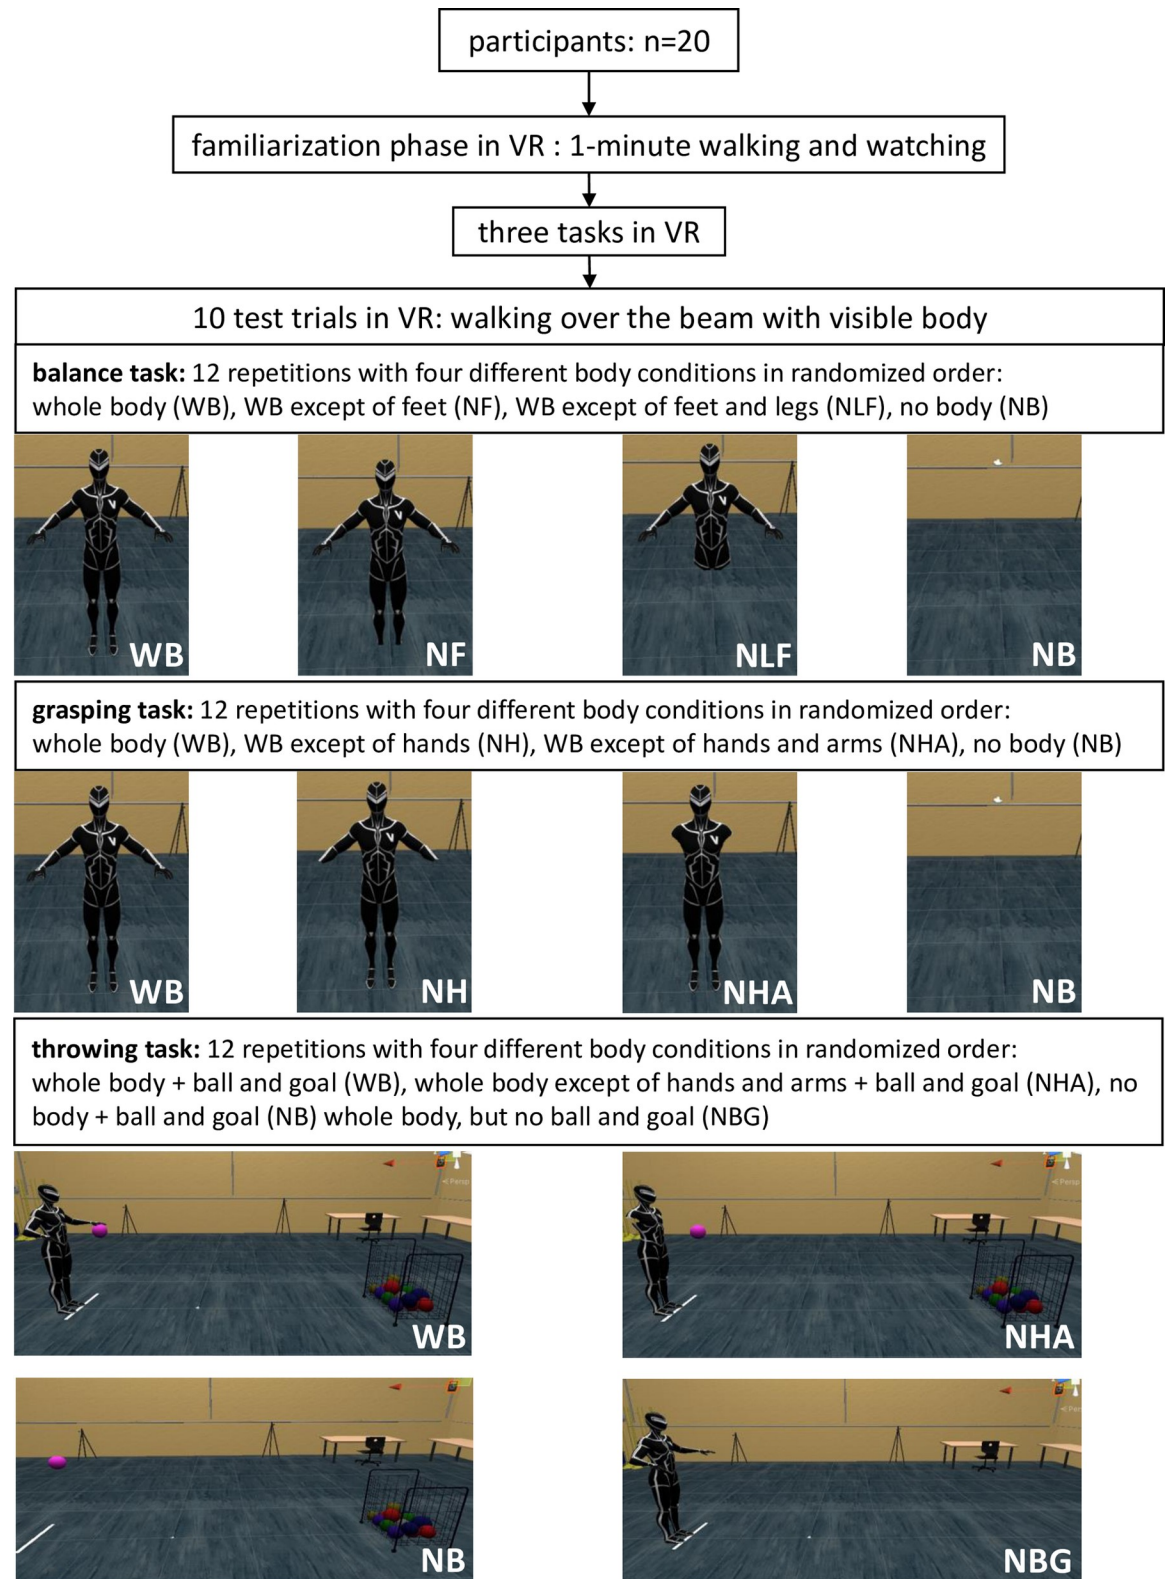 participants: n=20
familiarization phase in VR : 1-minute walking and watching
three tasks in VR
10 test trials in VR: walking over the beam with visible body
balance task: 12 repetitions with four different body conditions in randomized order:
whole body (WB), WB except of feet (NF), WB except of feet and legs (NLF), no body (NB)
WB
NF
NLF
NB
grasping task: 12 repetitions with four different body conditions in randomized order:
whole body (WB), WB except of hands (NH), WB except of hands and arms (NHA), no body (NB)
WB
NH
NHA
NB
throwing task: 12 repetitions with four different body conditions in randomized order:
whole body + ball and goal (WB), whole body except of hands and arms + ball and goal (NHA), no
body + ball and goal (NB) whole body, but no ball and goal (NBG)
< Persp
WB
< Persp
NHA
NB
NBG